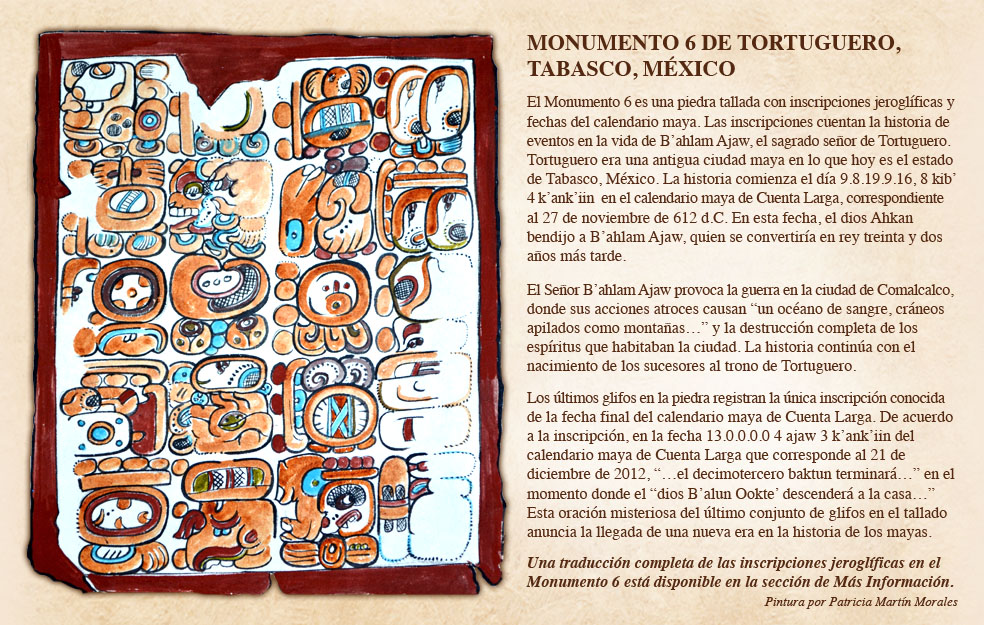 MONUMENTO 6 DE TORTUGUERO,
TABASCO, MÉXICO
El Monumento 6 es una piedra tallada con inscripciones jeroglíficas y
fechas del calendario maya. Las inscripciones cuentan la historia de
eventos en la vida de B’ahlam Ajaw, el sagrado señor de Tortuguero.
Tortuguero era una antigua ciudad maya en lo que hoy es el estado
de Tabasco, México. La historia comienza el día 9.8.19.9.16, 8 kib’
4 k’ank’iin en el calendario maya de Cuenta Larga, correspondiente
al 27 de noviembre de 612 d.C. En esta fecha, el dios Ahkan
bendijo a B’ahlam Ajaw, quien se convertiría en rey treinta y dos
años más tarde.
El Señor B’ahlam Ajaw provoca la guerra en la ciudad de Comalcalco,
donde sus acciones atroces causan “un océano de sangre, cráneos
apilados como montañas…” y la destrucción completa de los
espíritus que habitaban la ciudad. La historia continúa con el
nacimiento de los sucesores al trono de Tortuguero.
Los últimos glifos en la piedra registran la única inscripción conocida
de la fecha final del calendario maya de Cuenta Larga. De acuerdo
a la inscripción, en la fecha 13.0.0.0.0 4 ajaw 3 k’ank’iin del
calendario maya de Cuenta Larga que corresponde al 21 de
diciembre de 2012, “…el decimotercero baktun terminará…” en el
momento donde el “dios B’alun Ookte’ descenderá a la casa…”
Esta oración misteriosa del último conjunto de glifos en el tallado
anuncia la llegada de una nueva era en la historia de los mayas.
Una traducción completa de las inscripciones jeroglíficas en el
Monumento 6 está disponible en la sección de Más Información.
Pintura por Patricia Martín Morales